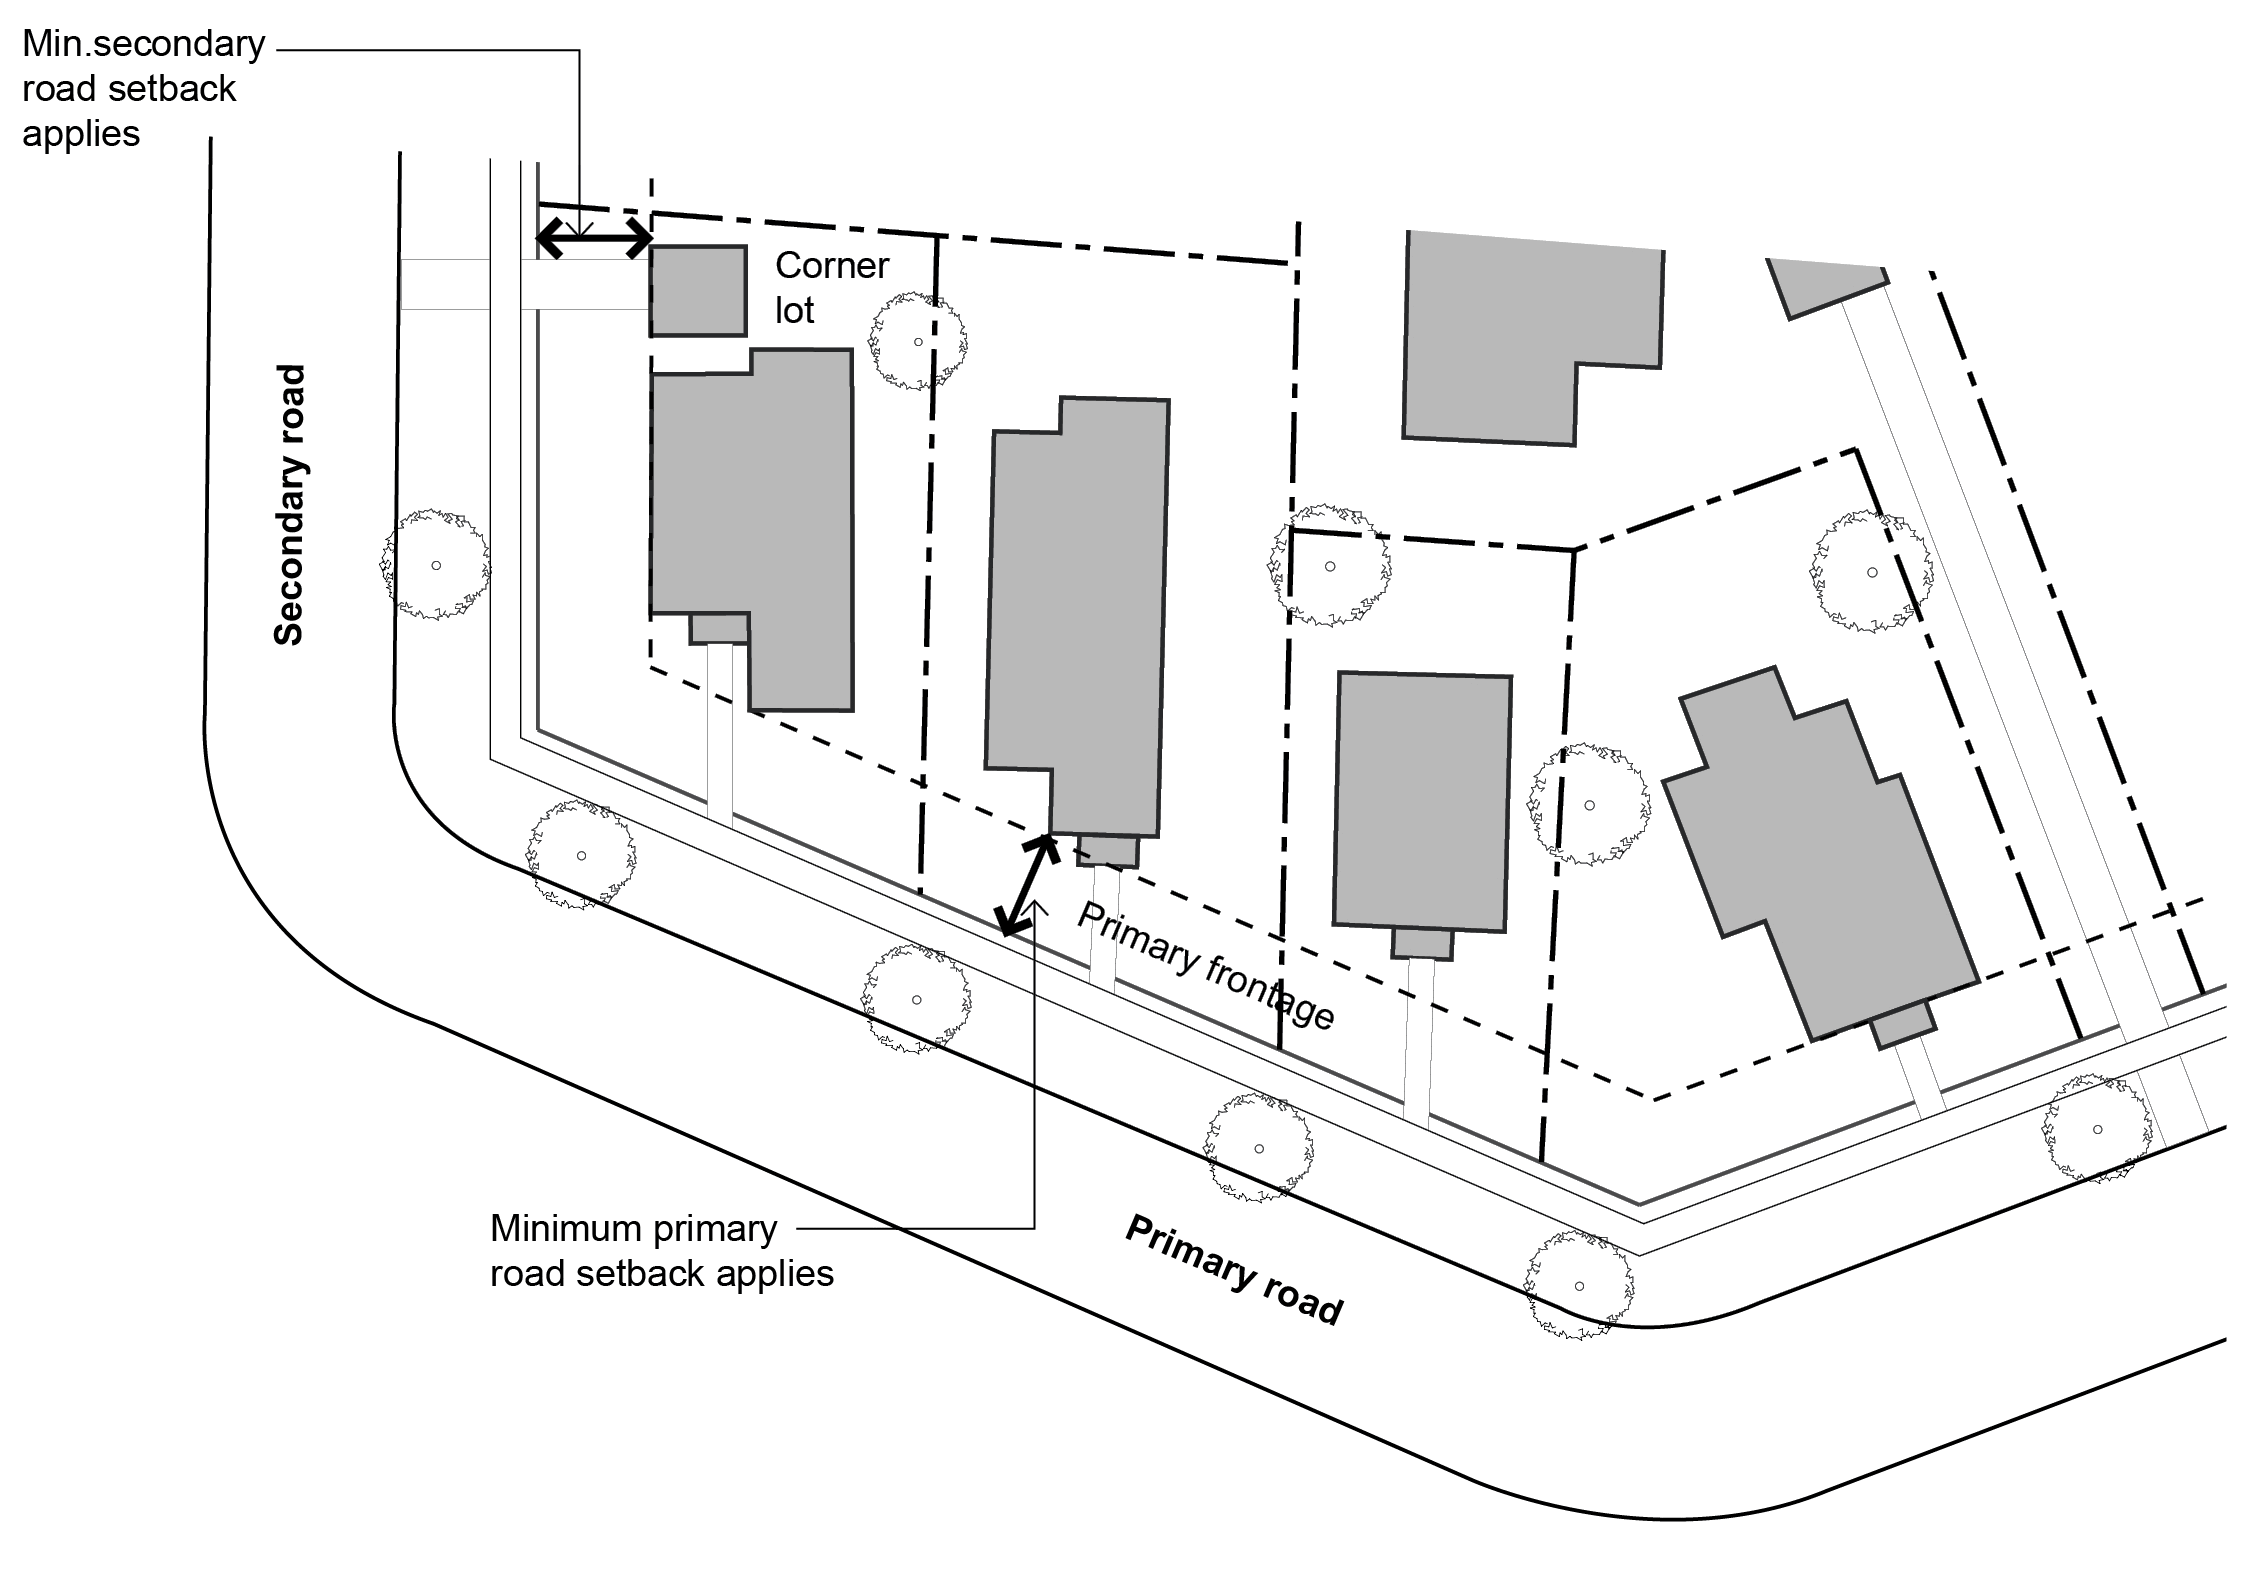 Min.secondary
road setback
applies
Corner
lot
Secondary road
Primary frontage
Minimum primary
road setback applies
Primary road